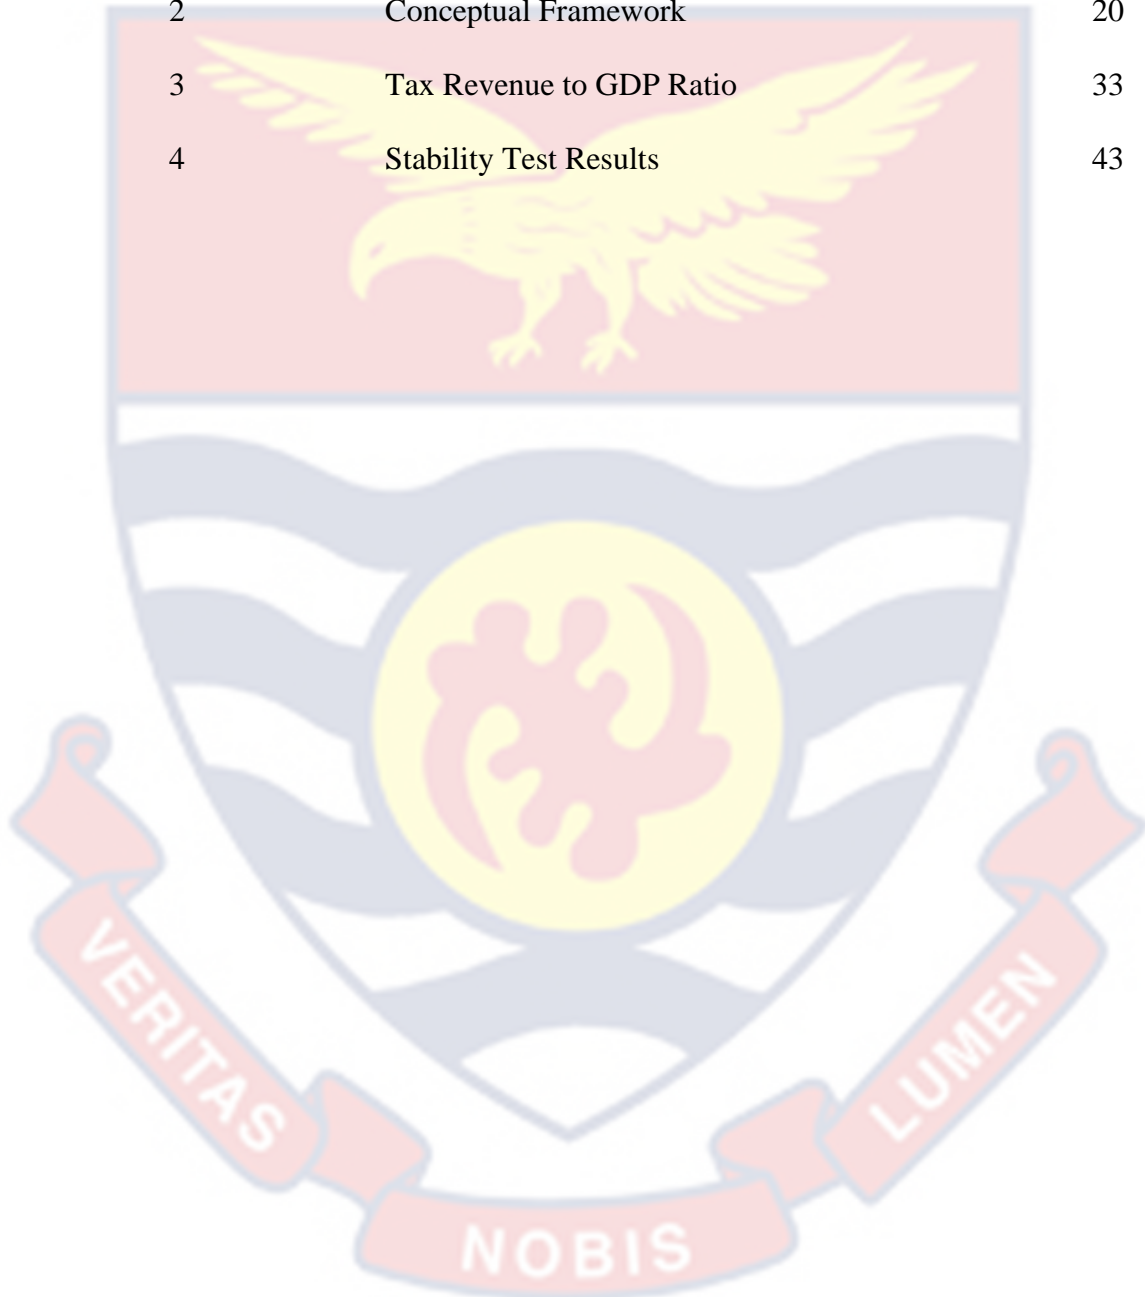 2 Conceptual Framework 20
3 Tax Revenue to GDP Ratio 33
4 Stability Test Results 43
VERITAS
NOBIS
LUMEN